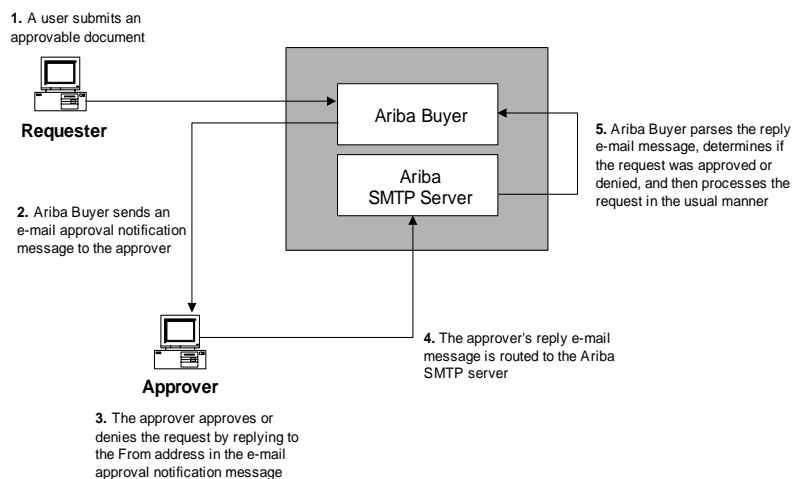 1. A user submits an
approvable document
Requester
Ariba Buyer
Ariba
SMTP Server
5. Ariba Buyer parses the reply
e-mail message, determines if
the request was approved or
denied, and then processes the
request in the usual manner
2. Ariba Buyer sends an
e-mail approval notification
message to the approver
4. The approver's reply e-mail
message is routed to the Ariba
SMTP server
Approver
3. The approver approves or
denies the request by replying to
the From address in the e-mail
approval notification message